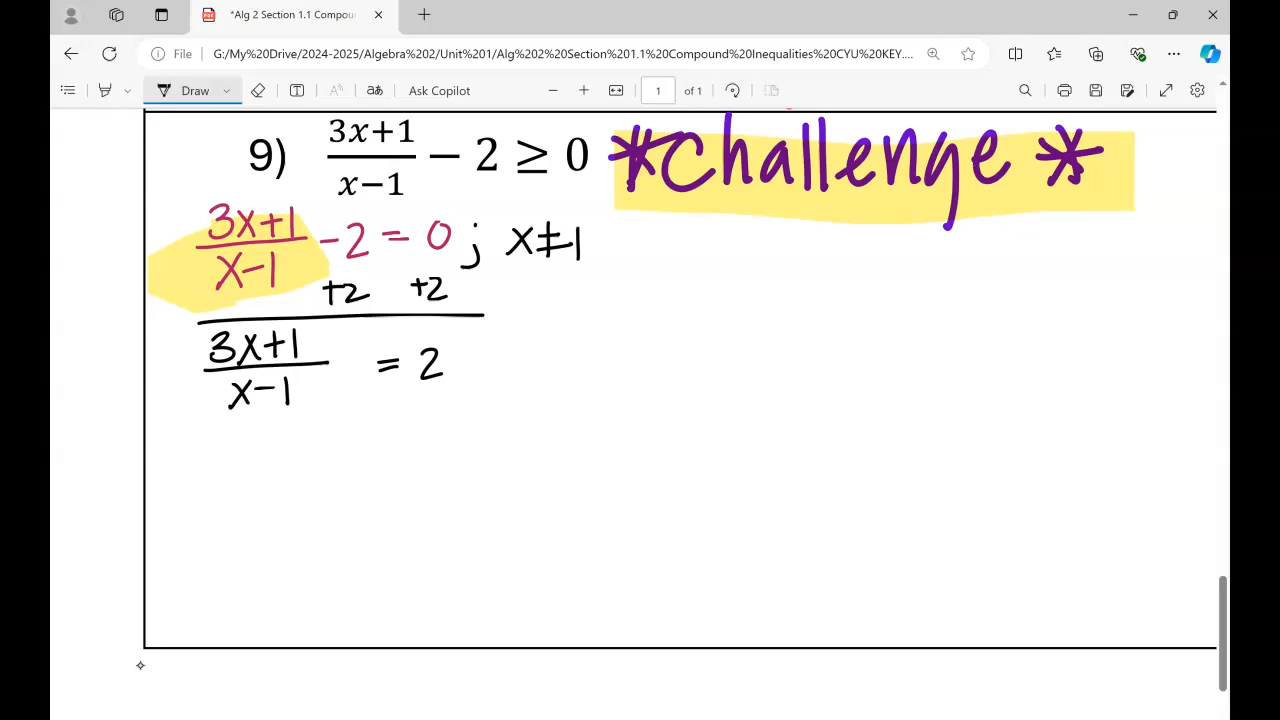 *Alg 2 Section 1.1 Compou
File G:/My%20Drive/2024-2025/Algebra%202/Unit%201/Alg%202%20Section%201.1%20Compound%20Inequalities%20CYU%20KEY....
Draw Ask Copilot 1 of 1
9) (3x+1)/(x−1) − 2 ≥ 0 *Challenge*
(3x+1)/(x-1) -2 = 0 ; x≠1
+2 +2
(3x+1)/(x-1) = 2